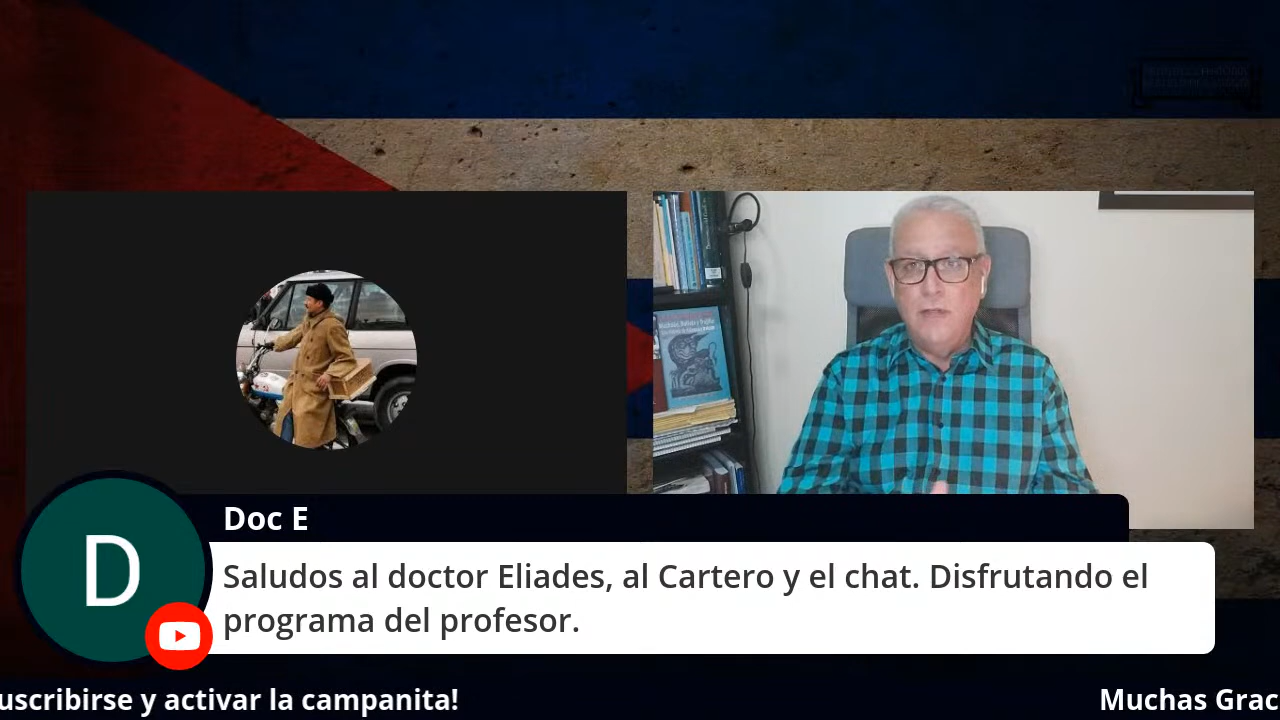 Doc E
D
Saludos al doctor Eliades, al Cartero y el chat. Disfrutando el
programa del profesor.
uscribirse y activar la campanita!
Muchas Grac